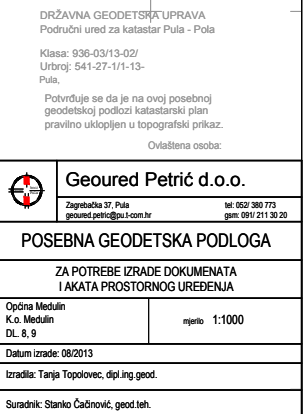 DRŽAVNA GEODETSKA UPRAVA
Područni ured za katastar Pula - Pola
Klasa: 936-03/13-02/
Urbroj: 541-27-1/1-13-
Pula,
Potvrđuje se da je na ovoj posebnoj
geodetskoj podlozi katastarski plan
pravilno uklopljen u topografski prikaz.
Ovlaštena osoba:
Geoured Petrić d.o.o.
Zagrebačka 37, Pula tel: 052/ 380 773
geoured.petric@pu.t-com.hr gsm: 091/ 211 30 20
POSEBNA GEODETSKA PODLOGA
ZA POTREBE IZRADE DOKUMENATA
I AKATA PROSTORNOG UREĐENJA
Općina Medulin
K.o. Medulin mjerilo 1:1000
DL. 8, 9
Datum izrade: 08/2013
Izradila: Tanja Topolovec, dipl.ing.geod.
Suradnik: Stanko Čačinović, geod.teh.